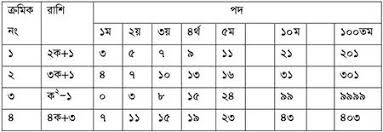 ক্রমিক নং রাশি পদ
১ম ২য় ৩য় ৪র্থ ৫ম ১০ম ১০০তম
১ ২ক+১ ৩ ৫ ৭ ৯ ১১ ২১ ২০১
২ ৩ক+১ ৪ ৭ ১০ ১৩ ১৬ ৩১ ৩০১
৩ ক²-১ ০ ৩ ৮ ১৫ ২৪ ৯৯ ৯৯৯৯
৪ ৪ক+৩ ৭ ১১ ১৫ ১৯ ২৩ ৪৩ ৪০৩